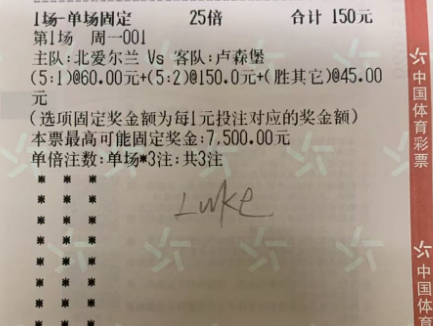 1场-单场固定 25倍 合计 150元
第1场 周一001
主队:北爱尔兰 Vs 客队:卢森堡
(5:1)@60.00元+(5:2)@150.0元+(胜其它)@45.00
元
(选项固定奖金额为每1元投注对应的奖金额)
本票最高可能固定奖金:7,500.00元
单倍注数:单场*3注:共3注
* * *
* * *
* * *
* * *
* * *
* * *
* * *
Luke
中国体育彩票
中国体育